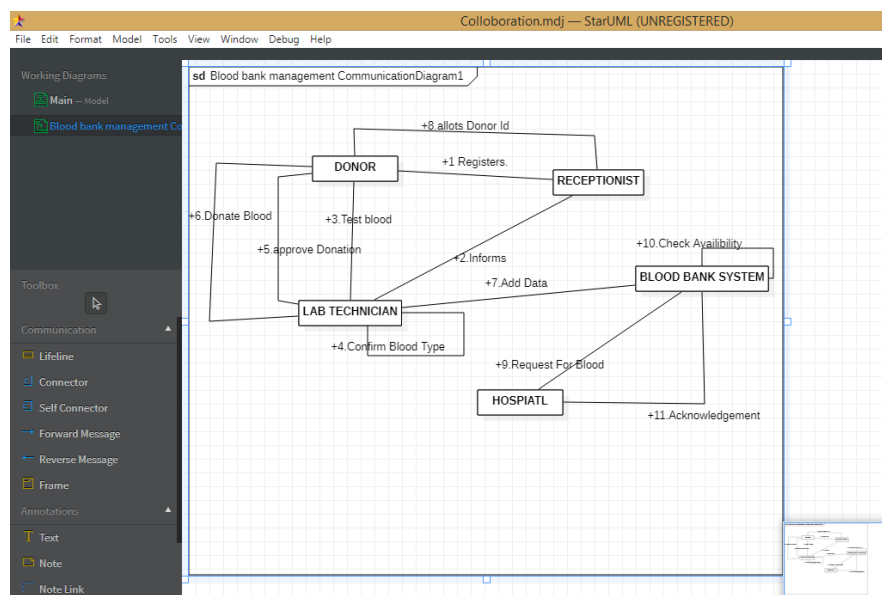 Colloboration.mdj — StarUML (UNREGISTERED)
File Edit Format Model Tools View Window Debug Help
Working Diagrams
Main — Model
Blood bank management Co
Toolbox
Communication
Lifeline
Connector
Self Connector
Forward Message
Reverse Message
Frame
Annotations
Text
Note
Note Link
sd Blood bank management CommunicationDiagram1
+8.allots Donor Id
DONOR
+1 Registers.
RECEPTIONIST
+6.Donate Blood
+3.Test blood
+5.approve Donation
+2.Informs
+10.Check Availibility
BLOOD BANK SYSTEM
+7.Add Data
LAB TECHNICIAN
+4.Confirm Blood Type
+9.Request For Blood
HOSPIATL
+11.Acknowledgement